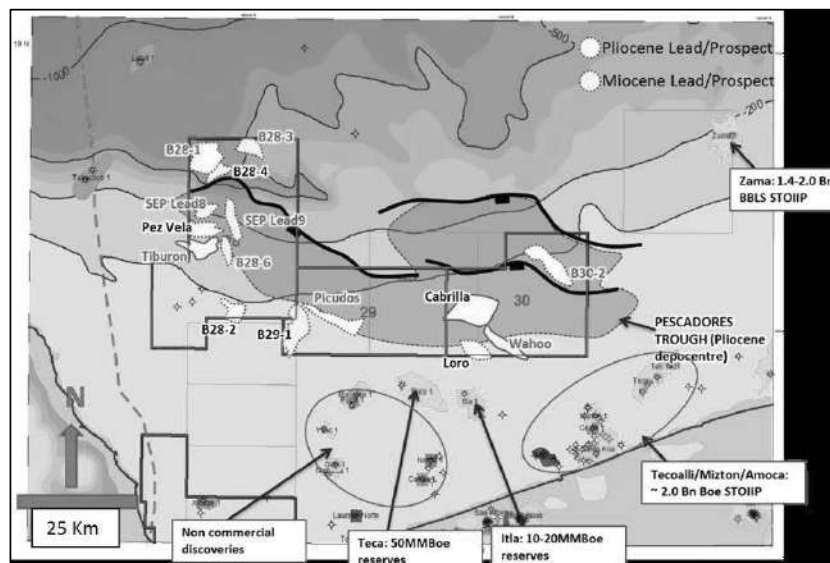 19 N
-500
Pliocene Lead/Prospect
Miocene Lead/Prospect
-1000
-200
B28-1
B28-3
B28-4
Zama: 1.4-2.0 Bn
BBLS STOIIP
SEP Lead8
SEP Lead9
Pez Vela
Tiburon
B28-6
B30-2
Picudos
Cabrilla
29
30
B28-2
B29-1
Wahoo
Loro
PESCADORES
TROUGH (Pliocene
depocentre)
N
25 Km
Tecoalli/Mizton/Amoca:
~ 2.0 Bn Boe STOIIP
Non commercial
discoveries
Teca: 50MMBoe
reserves
Itla: 10-20MMBoe
reserves